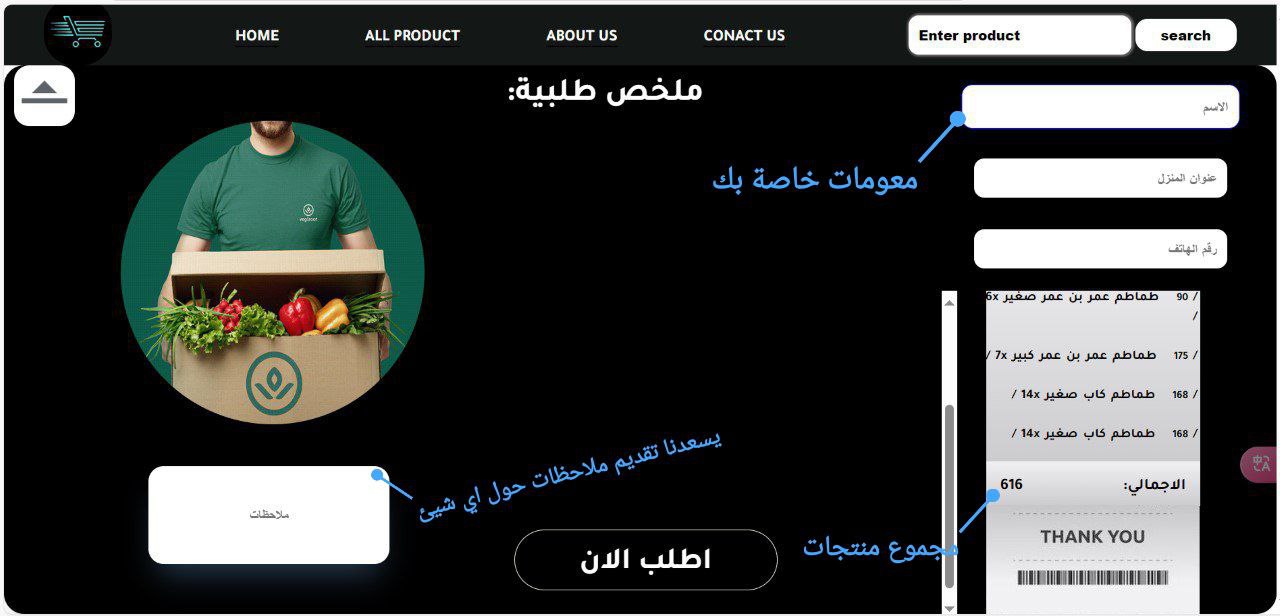 HOME
ALL PRODUCT
ABOUT US
CONACT US
Enter product
search
ملخص طلبية:
الاسم
معومات خاصة بك
عنوان المنزل
رقم الهاتف
طماطم عمر بن عمر صغير 6x / 90 /
/
طماطم عمر بن عمر كبير 7x / 175 /
طماطم كاب صغير 14x / 168 /
طماطم كاب صغير 14x / 168 /
الاجمالي: 616
THANK YOU
مجموع منتجات
يسعدنا تقديم ملاحظات حول اي شيئ
ملاحظات
اطلب الان